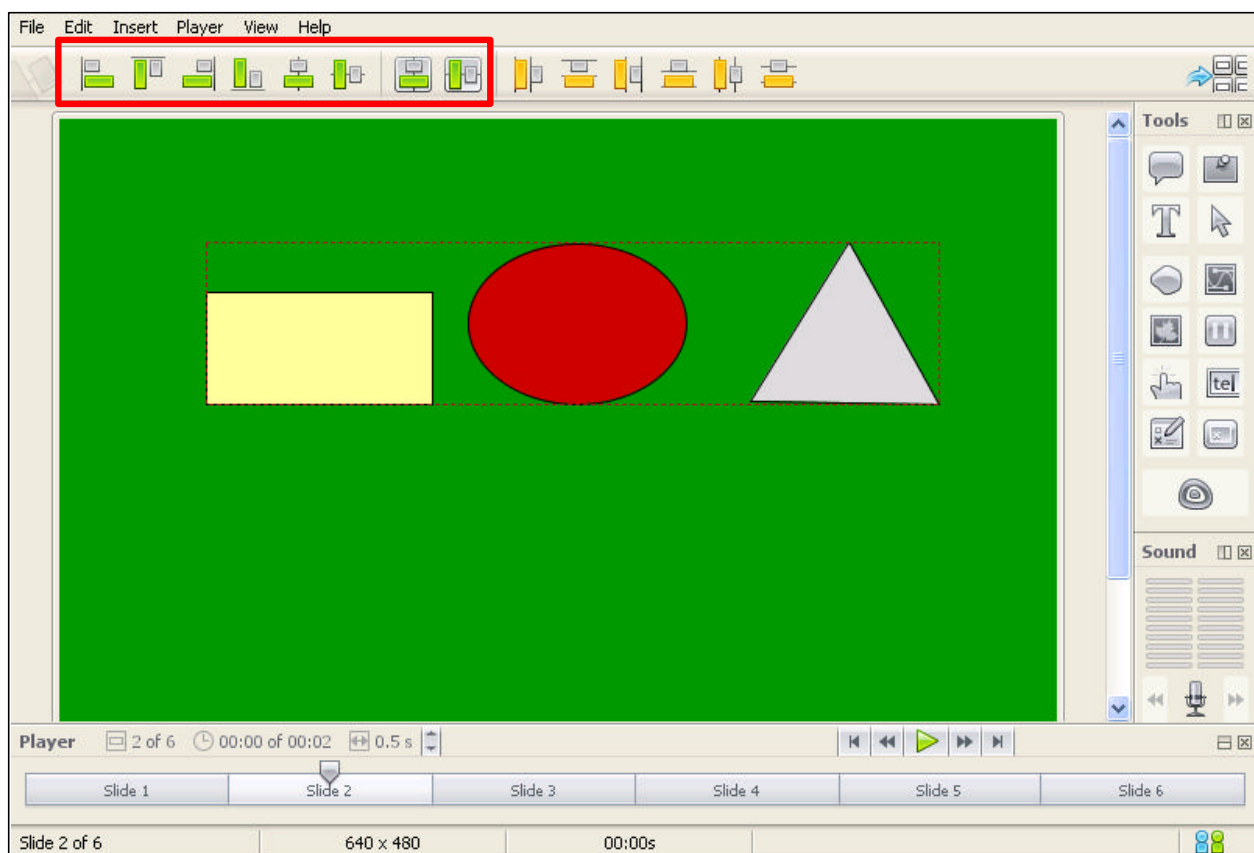 File Edit Insert Player View Help
Tools
T
tel
Sound
Player 2 of 6 00:00 of 00:02 0.5 s
Slide 1 Slide 2 Slide 3 Slide 4 Slide 5 Slide 6
Slide 2 of 6 640 x 480 00:00s